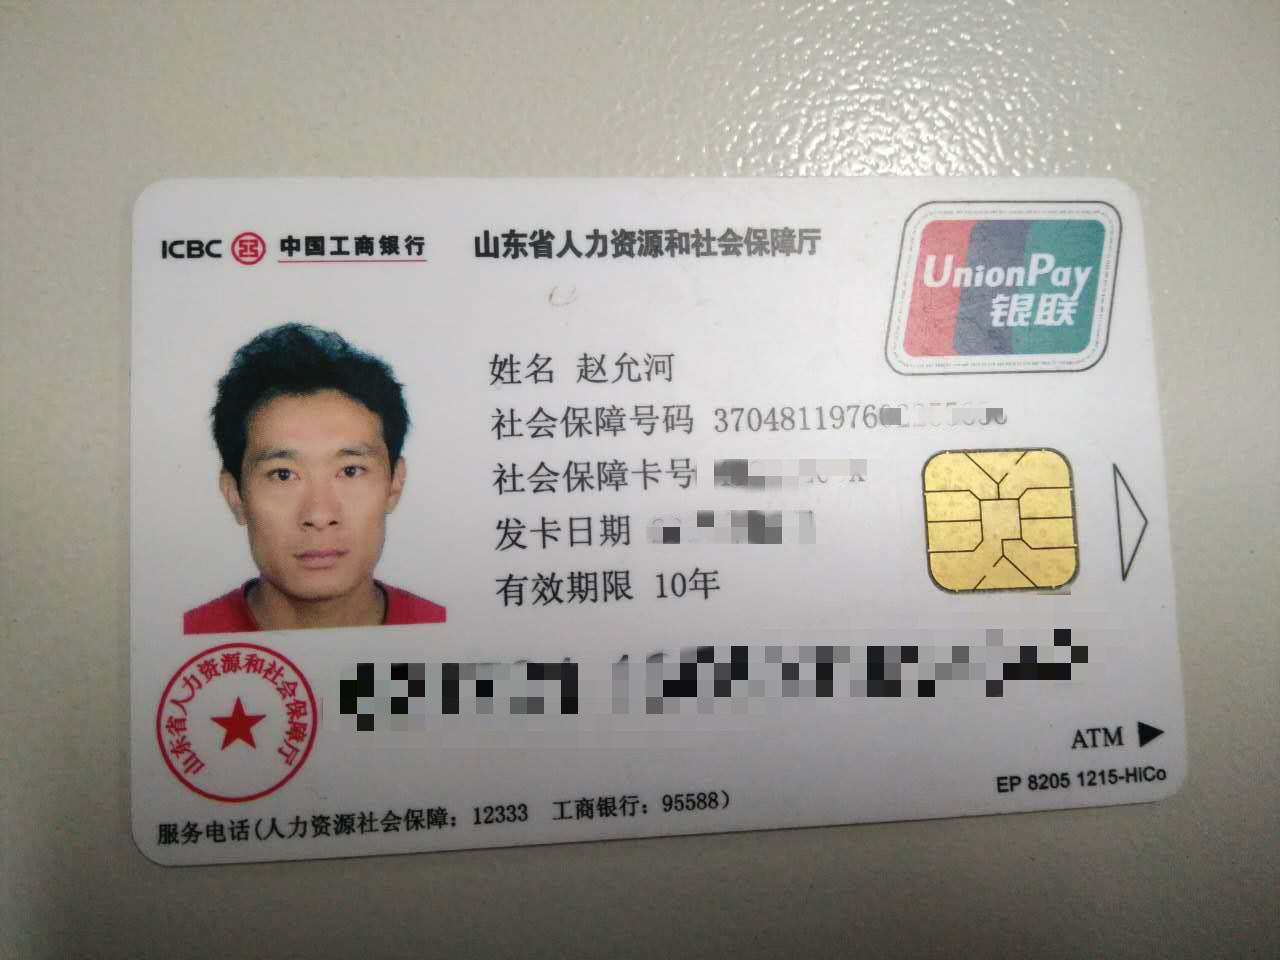 ICBC 中国工商银行 山东省人力资源和社会保障厅
UnionPay
银联
姓名 赵允河
社会保障号码
社会保障卡号
发卡日期
有效期限 10年
山东省人力资源和社会保障厅
ATM
EP 8205 1215-HiCo
服务电话(人力资源社会保障：12333 工商银行：95588)